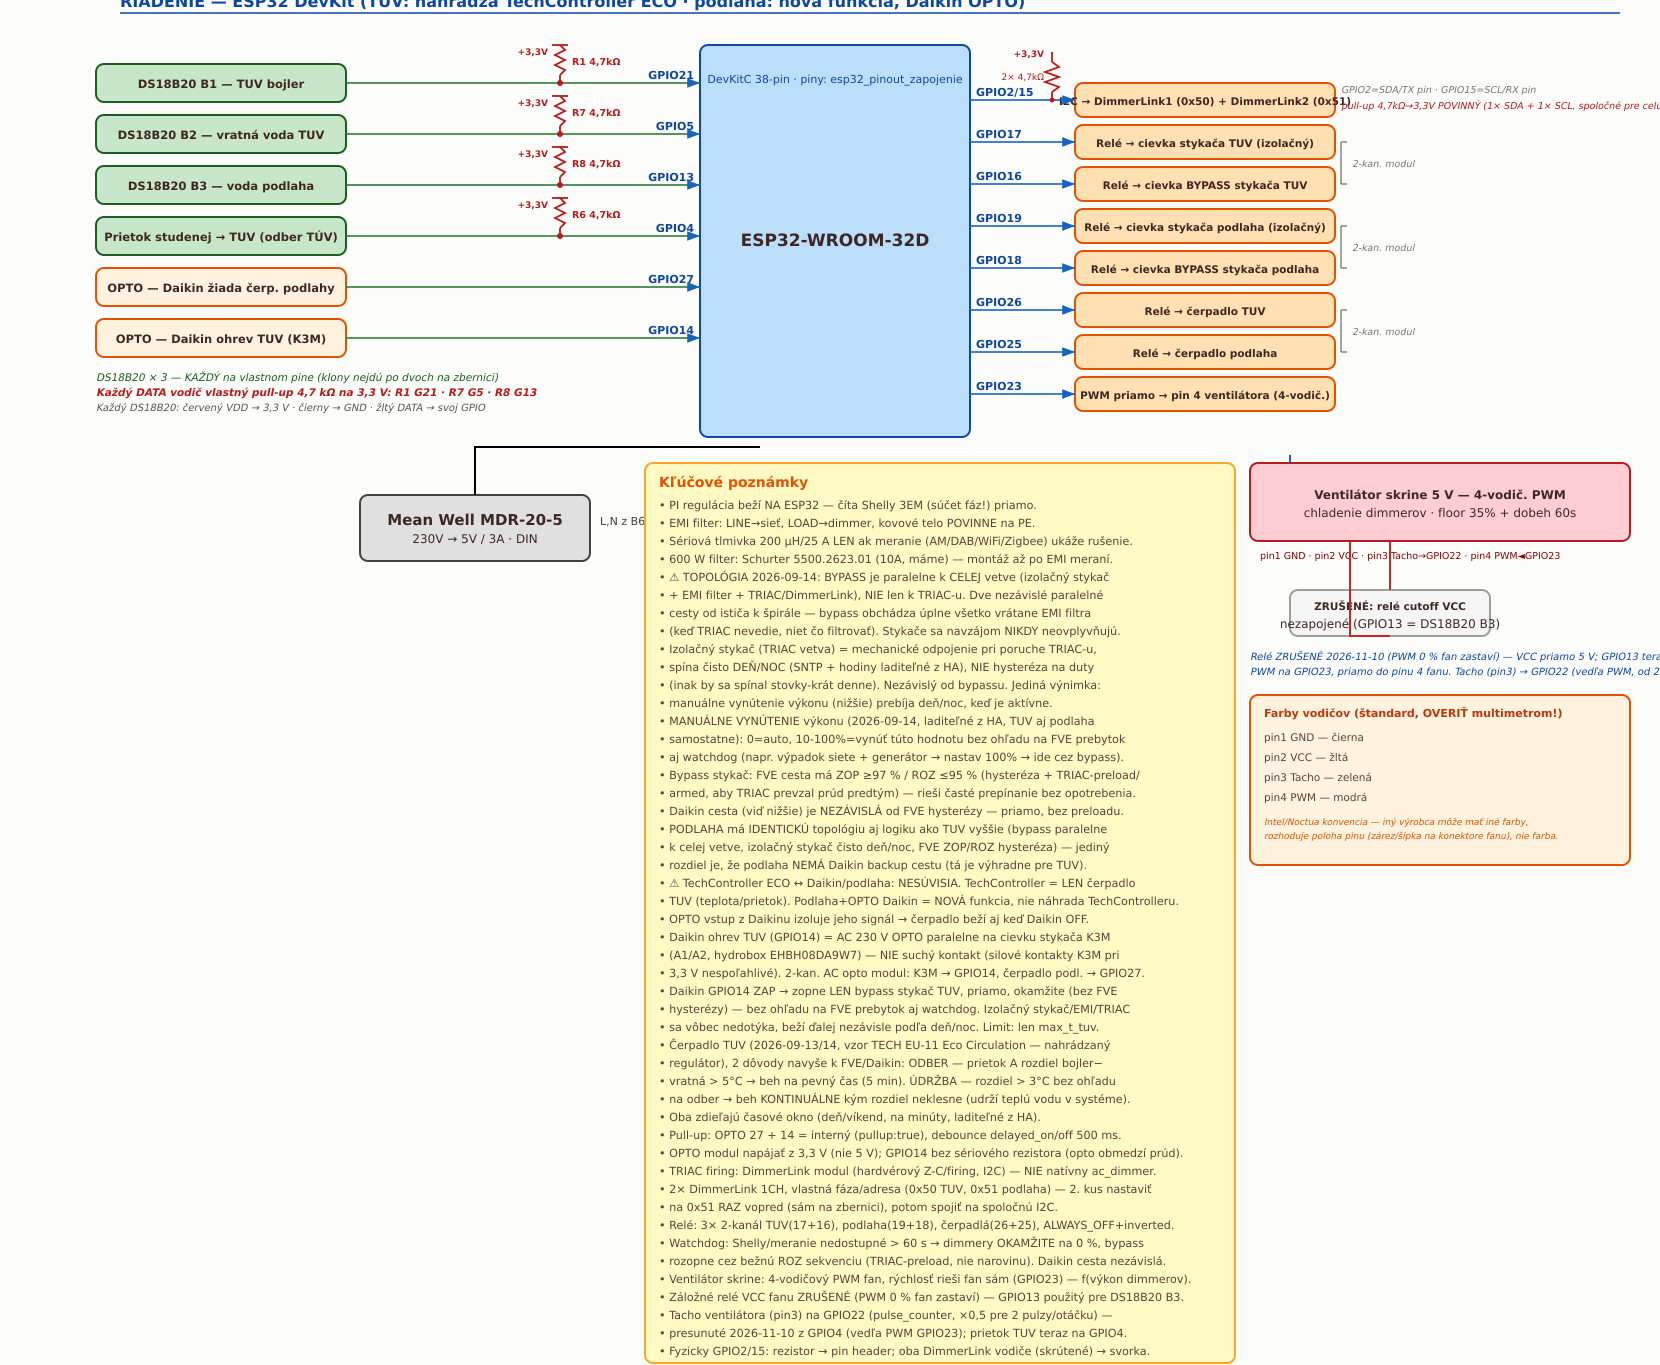 RIADENIE — ESP32 DevKit (TUV: nahrádza TechController ECO · podlaha: nová funkcia, Daikin OPTO)
DS18B20 B1 — TUV bojler
DS18B20 B2 — vratná voda TUV
DS18B20 B3 — voda podlaha
Prietok studenej → TUV (odber TÚV)
OPTO — Daikin žiada čerp. podlahy
OPTO — Daikin ohrev TUV (K3M)
+3,3V
R1 4,7kΩ
GPIO21
+3,3V
R7 4,7kΩ
GPIO5
+3,3V
R8 4,7kΩ
GPIO13
+3,3V
R6 4,7kΩ
GPIO4
GPIO27
GPIO14
DS18B20 × 3 — KAŽDÝ na vlastnom pine (klony nejdú po dvoch na zbernici)
Každý DATA vodič vlastný pull-up 4,7 kΩ na 3,3 V: R1 G21 · R7 G5 · R8 G13
Každý DS18B20: červený VDD → 3,3 V · čierny → GND · žltý DATA → svoj GPIO
DevKitC 38-pin · piny: esp32_pinout_zapojenie
ESP32-WROOM-32D
+3,3V
2× 4,7kΩ
GPIO2/15
I2C → DimmerLink1 (0x50) + DimmerLink2 (0x51)
GPIO2=SDA/TX pin · GPIO15=SCL/RX pin
pull-up 4,7kΩ→3,3V POVINNÝ (1× SDA + 1× SCL, spoločné pre celú
GPIO17
Relé → cievka stykača TUV (izolačný)
GPIO16
Relé → cievka BYPASS stykača TUV
2-kan. modul
GPIO19
Relé → cievka stykača podlaha (izolačný)
GPIO18
Relé → cievka BYPASS stykača podlaha
2-kan. modul
GPIO26
Relé → čerpadlo TUV
GPIO25
Relé → čerpadlo podlaha
2-kan. modul
GPIO23
PWM priamo → pin 4 ventilátora (4-vodič.)
Mean Well MDR-20-5
230V → 5V / 3A · DIN
L,N z B6
Kľúčové poznámky
• PI regulácia beží NA ESP32 — číta Shelly 3EM (súčet fáz!) priamo.
• EMI filter: LINE→sieť, LOAD→dimmer, kovové telo POVINNE na PE.
• Sériová tlmivka 200 µH/25 A LEN ak meranie (AM/DAB/WiFi/Zigbee) ukáže rušenie.
• 600 W filter: Schurter 5500.2623.01 (10A, máme) — montáž až po EMI meraní.
• ⚠ TOPOLÓGIA 2026-09-14: BYPASS je paralelne k CELEJ vetve (izolačný stykač
• + EMI filter + TRIAC/DimmerLink), NIE len k TRIAC-u. Dve nezávislé paralelné
• cesty od ističa k špirále — bypass obchádza úplne všetko vrátane EMI filtra
• (keď TRIAC nevedie, niet čo filtrovať). Stykače sa navzájom NIKDY neovplyvňujú.
• Izolačný stykač (TRIAC vetva) = mechanické odpojenie pri poruche TRIAC-u,
• spína čisto DEŇ/NOC (SNTP + hodiny laditeľné z HA), NIE hysteréza na duty
• (inak by sa spínal stovky-krát denne). Nezávislý od bypassu. Jediná výnimka:
• manuálne vynútenie výkonu (nižšie) prebíja deň/noc, keď je aktívne.
• MANUÁLNE VYNÚTENIE výkonu (2026-09-14, laditeľné z HA, TUV aj podlaha
• samostatne): 0=auto, 10-100%=vynúť túto hodnotu bez ohľadu na FVE prebytok
• aj watchdog (napr. výpadok siete + generátor → nastav 100% → ide cez bypass).
• Bypass stykač: FVE cesta má ZOP ≥97 % / ROZ ≤95 % (hysteréza + TRIAC-preload/
• armed, aby TRIAC prevzal prúd predtým) — rieši časté prepínanie bez opotrebenia.
• Daikin cesta (viď nižšie) je NEZÁVISLÁ od FVE hysterézy — priamo, bez preloadu.
• PODLAHA má IDENTICKÚ topológiu aj logiku ako TUV vyššie (bypass paralelne
• k celej vetve, izolačný stykač čisto deň/noc, FVE ZOP/ROZ hysteréza) — jediný
• rozdiel je, že podlaha NEMÁ Daikin backup cestu (tá je výhradne pre TUV).
• ⚠ TechController ECO ↔ Daikin/podlaha: NESÚVISIA. TechController = LEN čerpadlo
• TUV (teplota/prietok). Podlaha+OPTO Daikin = NOVÁ funkcia, nie náhrada TechControlleru.
• OPTO vstup z Daikinu izoluje jeho signál → čerpadlo beží aj keď Daikin OFF.
• Daikin ohrev TUV (GPIO14) = AC 230 V OPTO paralelne na cievku stykača K3M
• (A1/A2, hydrobox EHBH08DA9W7) — NIE suchý kontakt (silové kontakty K3M pri
• 3,3 V nespoľahlivé). 2-kan. AC opto modul: K3M → GPIO14, čerpadlo podl. → GPIO27.
• Daikin GPIO14 ZAP → zopne LEN bypass stykač TUV, priamo, okamžite (bez FVE
• hysterézy) — bez ohľadu na FVE prebytok aj watchdog. Izolačný stykač/EMI/TRIAC
• sa vôbec nedotýka, beží ďalej nezávisle podľa deň/noc. Limit: len max_t_tuv.
• Čerpadlo TUV (2026-09-13/14, vzor TECH EU-11 Eco Circulation — nahrádzaný
• regulátor), 2 dôvody navyše k FVE/Daikin: ODBER — prietok A rozdiel bojler−
• vratná > 5°C → beh na pevný čas (5 min). ÚDRŽBA — rozdiel > 3°C bez ohľadu
• na odber → beh KONTINUÁLNE kým rozdiel neklesne (udrží teplú vodu v systéme).
• Oba zdieľajú časové okno (deň/víkend, na minúty, laditeľné z HA).
• Pull-up: OPTO 27 + 14 = interný (pullup:true), debounce delayed_on/off 500 ms.
• OPTO modul napájať z 3,3 V (nie 5 V); GPIO14 bez sériového rezistora (opto obmedzí prúd).
• TRIAC firing: DimmerLink modul (hardvérový Z-C/firing, I2C) — NIE natívny ac_dimmer.
• 2× DimmerLink 1CH, vlastná fáza/adresa (0x50 TUV, 0x51 podlaha) — 2. kus nastaviť
• na 0x51 RAZ vopred (sám na zbernici), potom spojiť na spoločnú I2C.
• Relé: 3× 2-kanál TUV(17+16), podlaha(19+18), čerpadlá(26+25), ALWAYS_OFF+inverted.
• Watchdog: Shelly/meranie nedostupné > 60 s → dimmery OKAMŽITE na 0 %, bypass
• rozopne cez bežnú ROZ sekvenciu (TRIAC-preload, nie narovinu). Daikin cesta nezávislá.
• Ventilátor skrine: 4-vodičový PWM fan, rýchlosť rieši fan sám (GPIO23) — f(výkon dimmerov).
• Záložné relé VCC fanu ZRUŠENÉ (PWM 0 % fan zastaví) — GPIO13 použitý pre DS18B20 B3.
• Tacho ventilátora (pin3) na GPIO22 (pulse_counter, ×0,5 pre 2 pulzy/otáčku) —
• presunuté 2026-11-10 z GPIO4 (vedľa PWM GPIO23); prietok TUV teraz na GPIO4.
• Fyzicky GPIO2/15: rezistor → pin header; oba DimmerLink vodiče (skrútené) → svorka.
Ventilátor skrine 5 V — 4-vodič. PWM
chladenie dimmerov · floor 35% + dobeh 60s
pin1 GND · pin2 VCC · pin3 Tacho→GPIO22 · pin4 PWM◄GPIO23
ZRUŠENÉ: relé cutoff VCC
nezapojené (GPIO13 = DS18B20 B3)
Relé ZRUŠENÉ 2026-11-10 (PWM 0 % fan zastaví) — VCC priamo 5 V; GPIO13 tera
PWM na GPIO23, priamo do pinu 4 fanu. Tacho (pin3) → GPIO22 (vedľa PWM, od 2
Farby vodičov (štandard, OVERIŤ multimetrom!)
pin1 GND — čierna
pin2 VCC — žltá
pin3 Tacho — zelená
pin4 PWM — modrá
Intel/Noctua konvencia — iný výrobca môže mať iné farby,
rozhoduje poloha pinu (zárez/šípka na konektore fanu), nie farba.